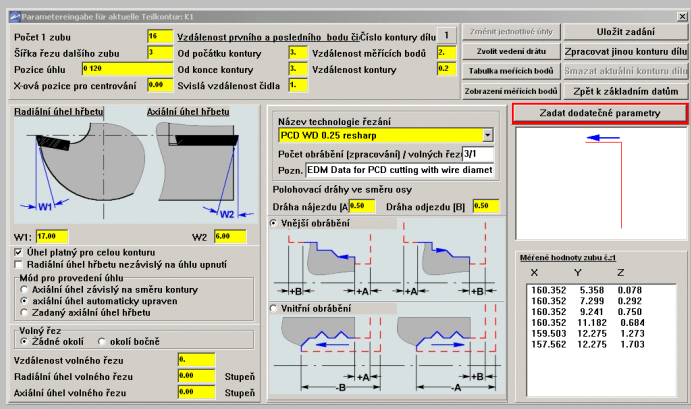 Parametereingabe für aktuelle Teilkontur: K1
Počet 1 zubu 16 Vzdálenost prvního a posledního bodu či Číslo kontury dílu 1
Šířka řezu dalšího zubu 3 Od počátku kontury 3. Vzdálenost měřících bodů 2.
Pozice úhlu 0 120 Od konce kontury 3. Vzdálenost kontury 0.2
X-ová pozice pro centrování 0.00 Svislá vzdálenost čidla 1.
Změnit jednotlivé úhly Uložit zadání
Zvolit vedení drátu Zpracovat jinou konturu dílu
Tabulka meřících bodů Smazat aktuální konturu dílu
Zobrazení měřících bodů Zpět k základním datům
Zadat dodatečné parametry
Radiální úhel hřbetu Axiální úhel hřbetu
W1 W2
W1: 17.00 W2 6.00
Úhel platný pro celou konturu
Radiální úhel hřbetu nezávislý na úhlu upnutí
Mód pro provedení úhlu
Axiální úhel závislý na směru kontury
axiální úhel automaticky upraven
Zadaný axiální úhel hřbetu
Volný řez
Žádné okolí okolí bočně
Vzdálenost volného řezu 0.
Radiální úhel volného řezu 0.00 Stupeň
Axiální úhel volného řezu 0.00 Stupeň
Název technologie řezání
PCD WD 0.25 resharp
Počet obrábění (zpracování) / volných řez 3/1
Pozn. EDM Data for PCD cutting with wire diamet
Polohovací dráhy ve směru osy
Dráha nájezdu [A 0.50 Dráha odjezdu [B] 0.50
Vnější obrábění
+B +A +B +A
Vnitřní obrábění
+A +B
-B -A
Měřené hodnoty zubu č.:1
X Y Z
160.352 5.358 0.078
160.352 7.299 0.292
160.352 9.241 0.750
160.352 11.182 0.684
159.503 12.275 1.273
157.562 12.275 1.703